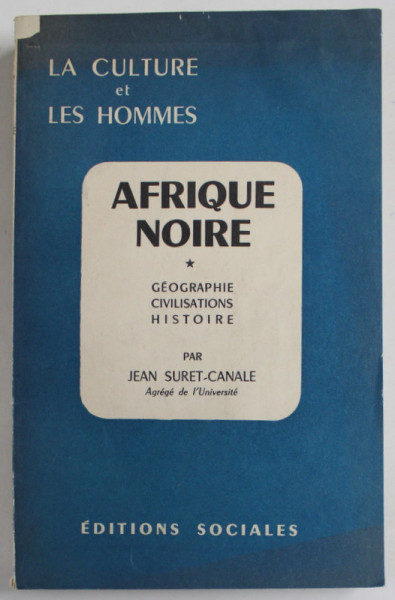 LA CULTURE
et
LES HOMMES
AFRIQUE
NOIRE
★
GÉOGRAPHIE
CIVILISATIONS
HISTOIRE
PAR
JEAN SURET-CANALE
Agrégé de l'Université
ÉDITIONS SOCIALES